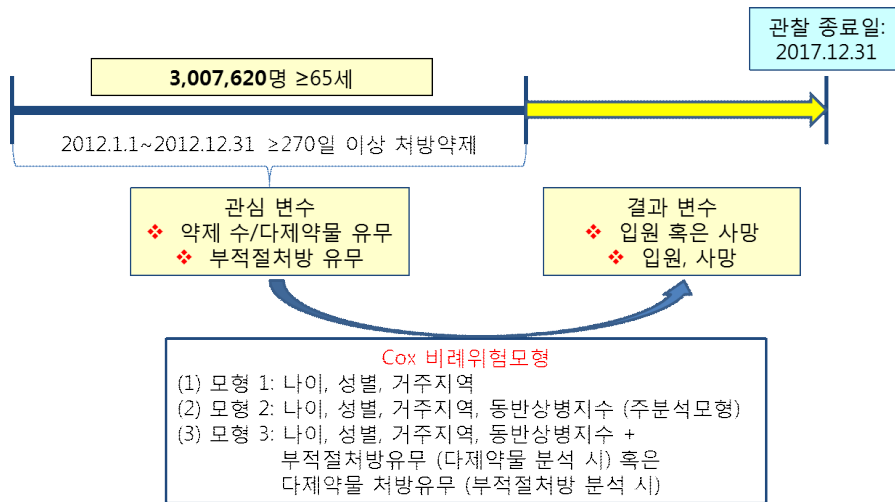 관찰 종료일:
2017.12.31
3,007,620명 ≥65세
2012.1.1~2012.12.31 ≥270일 이상 처방약제
관심 변수
❖ 약제 수/다제약물 유무
❖ 부적절처방 유무
결과 변수
❖ 입원 혹은 사망
❖ 입원, 사망
Cox 비례위험모형
(1) 모형 1: 나이, 성별, 거주지역
(2) 모형 2: 나이, 성별, 거주지역, 동반상병지수 (주분석모형)
(3) 모형 3: 나이, 성별, 거주지역, 동반상병지수 +
부적절처방유무 (다제약물 분석 시) 혹은
다제약물 처방유무 (부적절처방 분석 시)